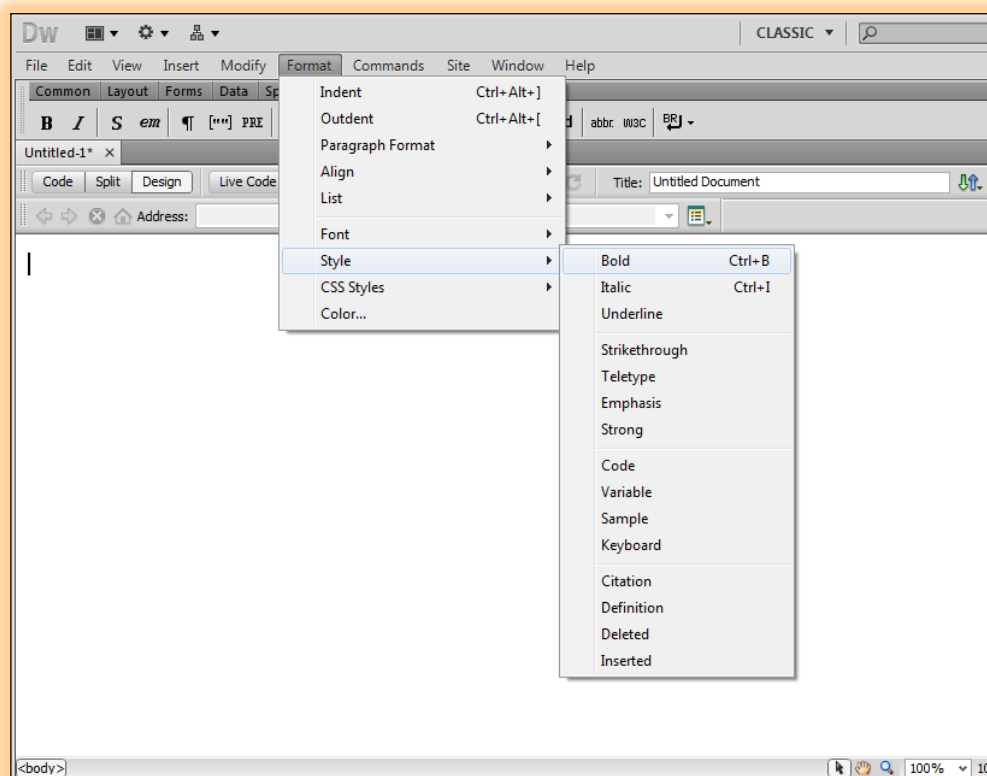 Dw CLASSIC
File Edit View Insert Modify Format Commands Site Window Help
Common Layout Forms Data
B I S em ¶ [""] PRE abbr. W3C BRJ
Untitled-1* ×
Code Split Design Live Code Title: Untitled Document
Address:
Indent Ctrl+Alt+]
Outdent Ctrl+Alt+[
Paragraph Format
Align
List
Font
Style
CSS Styles
Color...
Bold Ctrl+B
Italic Ctrl+I
Underline
Strikethrough
Teletype
Emphasis
Strong
Code
Variable
Sample
Keyboard
Citation
Definition
Deleted
Inserted
<body> 100%